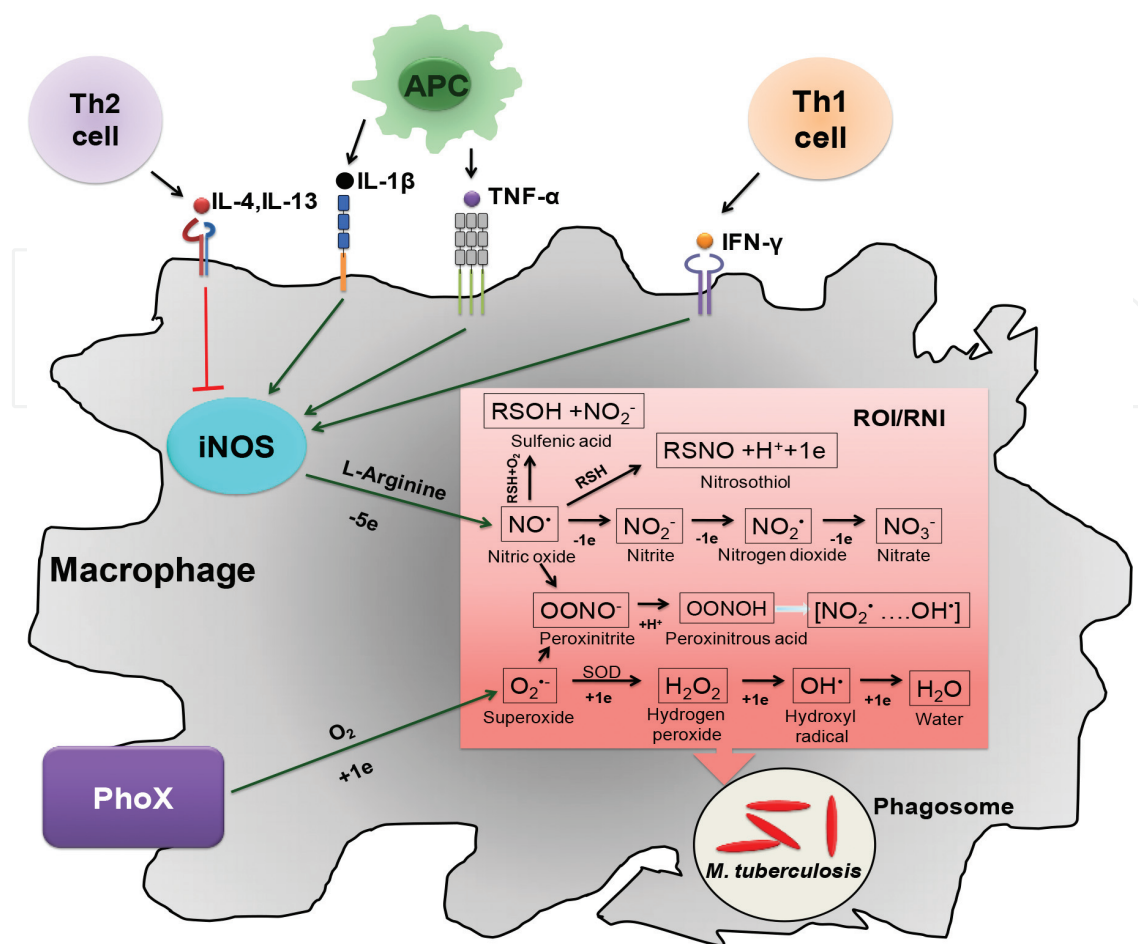 APC
Th2
cell
Th1
cell
IL-4,IL-13
IL-1β
TNF-α
IFN-γ
iNOS
L-Arginine
-5e
Macrophage
ROI/RNI
RSOH +NO₂⁻
Sulfenic acid
RSH+O₂
RSH
RSNO +H⁺+1e
Nitrosothiol
NO•
-1e
NO₂⁻
-1e
NO₂•
-1e
NO₃⁻
Nitric oxide
Nitrite
Nitrogen dioxide
Nitrate
OONO⁻
+H⁺
OONOH
[NO₂• ....OH•]
Peroxinitrite
Peroxinitrous acid
O₂•⁻
SOD
+1e
H₂O₂
+1e
OH•
+1e
H₂O
Superoxide
Hydrogen
peroxide
Hydroxyl
radical
Water
O₂
+1e
PhoX
Phagosome
M. tuberculosis